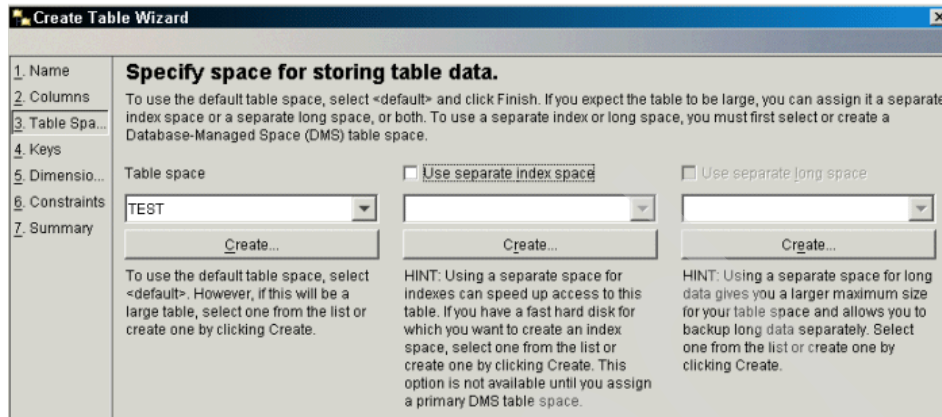 Create Table Wizard
1. Name
2. Columns
3. Table Spa...
4. Keys
5. Dimensio...
6. Constraints
7. Summary
Specify space for storing table data.
To use the default table space, select <default> and click Finish. If you expect the table to be large, you can assign it a separate
index space or a separate long space, or both. To use a separate index or long space, you must first select or create a
Database-Managed Space (DMS) table space.
Table space
TEST
Create...
To use the default table space, select
<default>. However, if this will be a
large table, select one from the list or
create one by clicking Create.
Use separate index space
Create...
HINT: Using a separate space for
indexes can speed up access to this
table. If you have a fast hard disk for
which you want to create an index
space, select one from the list or
create one by clicking Create. This
option is not available until you assign
a primary DMS table space.
Use separate long space
Create...
HINT: Using a separate space for long
data gives you a larger maximum size
for your table space and allows you to
backup long data separately. Select
one from the list or create one by
clicking Create.